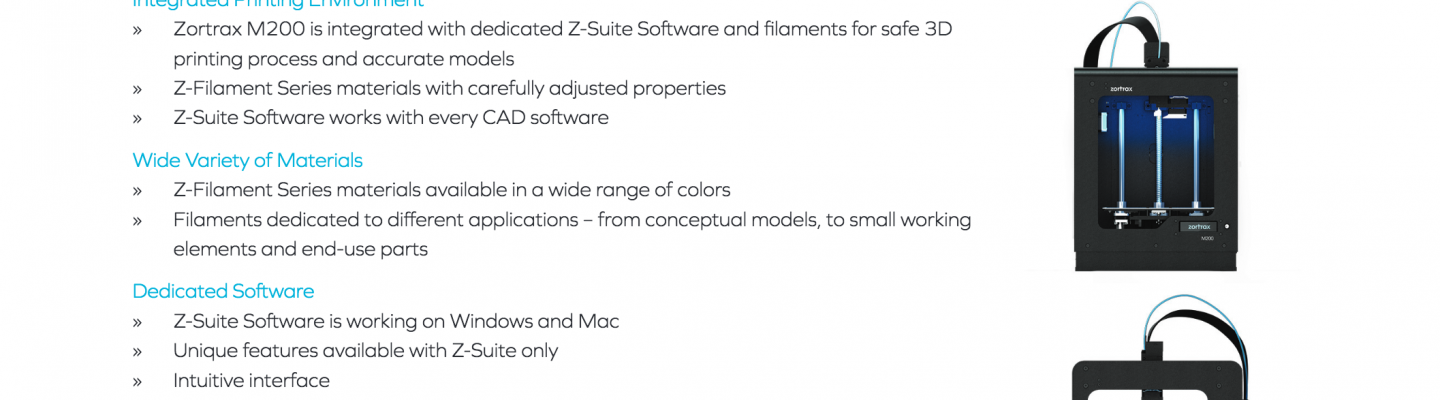 Integrated Printing Environment
» Zortrax M200 is integrated with dedicated Z-Suite Software and filaments for safe 3D
printing process and accurate models
» Z-Filament Series materials with carefully adjusted properties
» Z-Suite Software works with every CAD software
Wide Variety of Materials
» Z-Filament Series materials available in a wide range of colors
» Filaments dedicated to different applications – from conceptual models, to small working
elements and end-use parts
Dedicated Software
» Z-Suite Software is working on Windows and Mac
» Unique features available with Z-Suite only
» Intuitive interface
zortrax
zortrax
M200